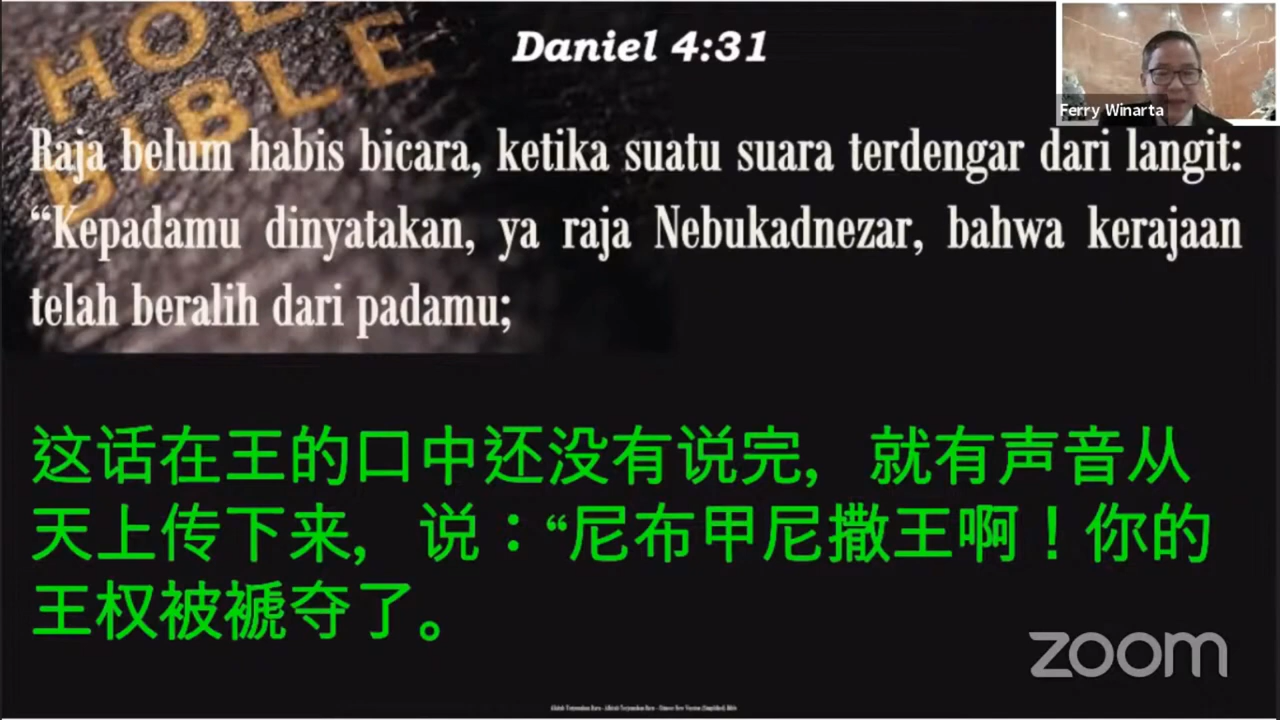 HOLY
BIBLE
Daniel 4:31
Ferry Winarta
Raja belum habis bicara, ketika suatu suara terdengar dari langit:
“Kepadamu dinyatakan, ya raja Nebukadnezar, bahwa kerajaan
telah beralih dari padamu;
这话在王的口中还没有说完, 就有声音从
天上传下来, 说：“尼布甲尼撒王啊！你的
王权被褫夺了。
zoom